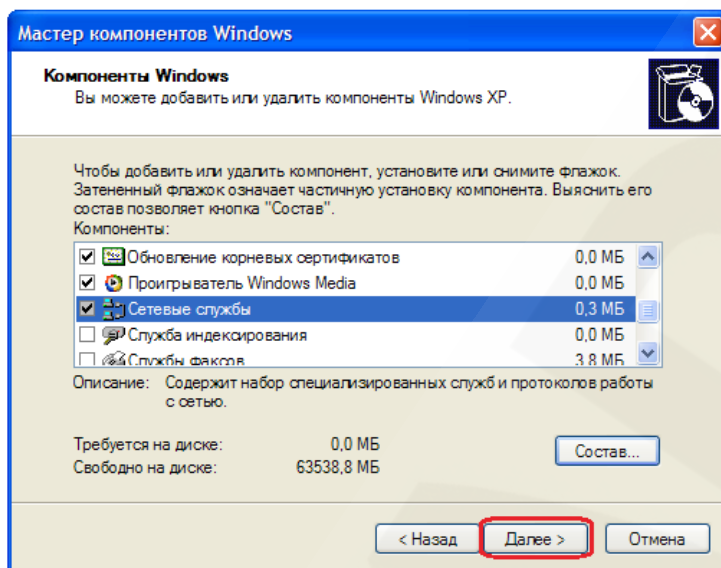 Мастер компонентов Windows
Компоненты Windows
Вы можете добавить или удалить компоненты Windows XP.
Чтобы добавить или удалить компонент, установите или снимите флажок.
Затененный флажок означает частичную установку компонента. Выяснить его
состав позволяет кнопка "Состав".
Компоненты:
Обновление корневых сертификатов 0,0 МБ
Проигрыватель Windows Media 0,0 МБ
Сетевые службы 0,3 МБ
Служба индексирования 0,0 МБ
Службы факсов 3,8 МБ
Описание: Содержит набор специализированных служб и протоколов работы
с сетью.
Требуется на диске: 0,0 МБ
Свободно на диске: 63538,8 МБ
Состав...
< Назад Далее > Отмена